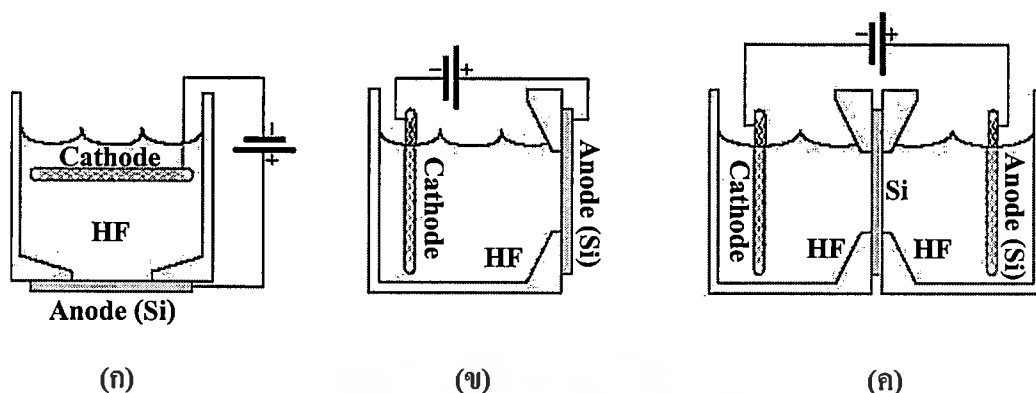 Cathode
HF
Anode (Si)
− +
Cathode
HF
Anode (Si)
− +
Cathode
HF
Si
HF
Anode (Si)
− +
(ก)
(ข)
(ค)